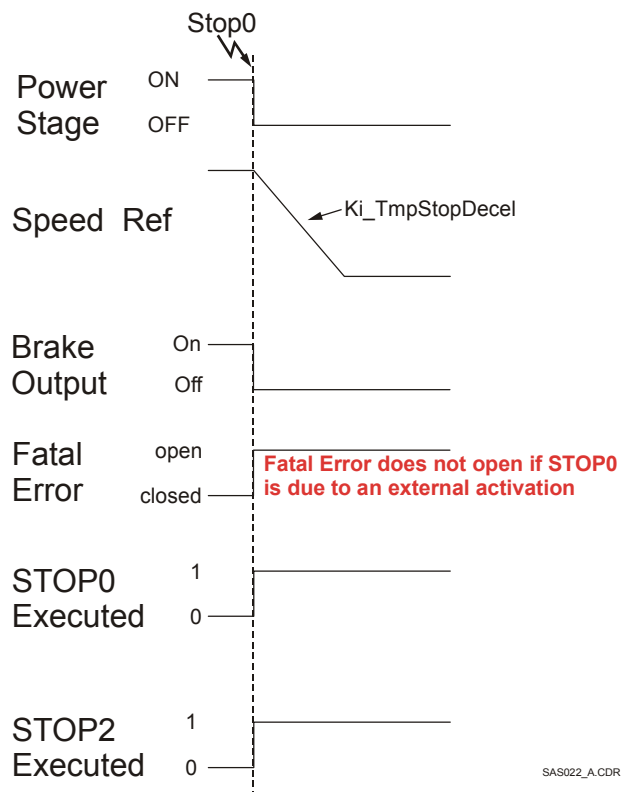 Stop0
Power ON
Stage OFF
Speed Ref
Ki_TmpStopDecel
Brake On
Output Off
Fatal open
Error closed
Fatal Error does not open if STOP0
is due to an external activation
STOP0 1
Executed 0
STOP2 1
Executed 0
SAS022_A.CDR